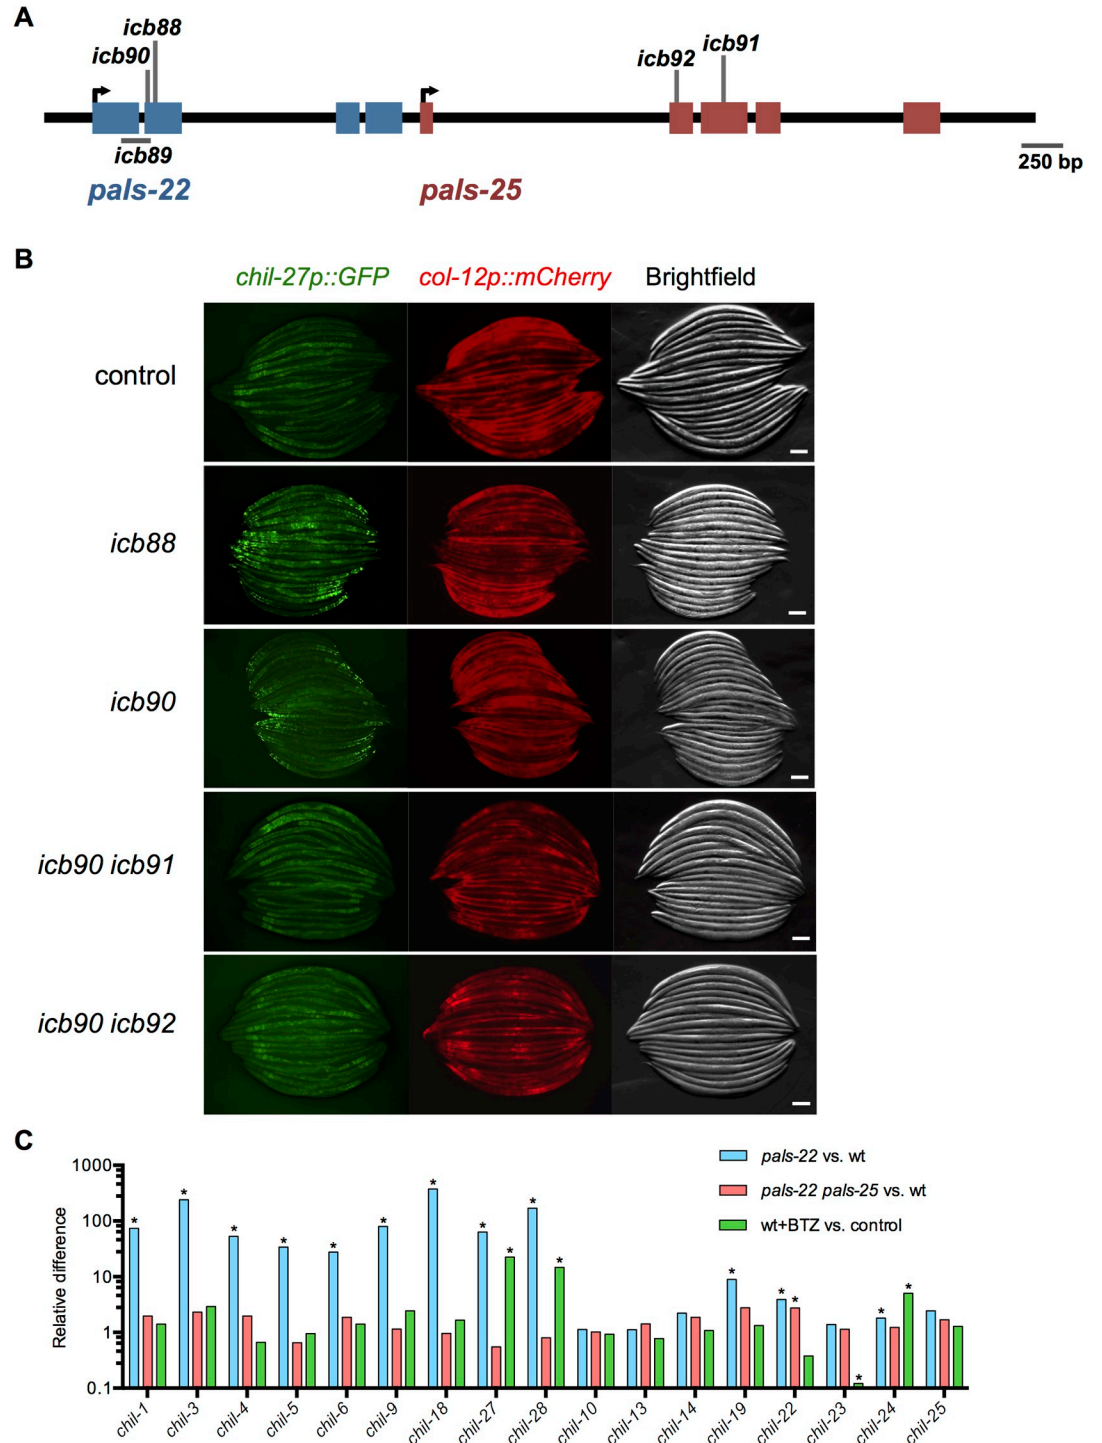 A
icb88
icb90
icb92
icb91
icb89
250 bp
pals-22
pals-25
B
chil-27p::GFP
col-12p::mCherry
Brightfield
control
icb88
icb90
icb90 icb91
icb90 icb92
C
pals-22 vs. wt
pals-22 pals-25 vs. wt
wt+BTZ vs. control
Relative difference
1000
100
10
1
0.1
* * * * * * * * * * * * * * * *
chil-1
chil-3
chil-4
chil-5
chil-6
chil-9
chil-18
chil-27
chil-28
chil-10
chil-13
chil-14
chil-19
chil-22
chil-23
chil-24
chil-25